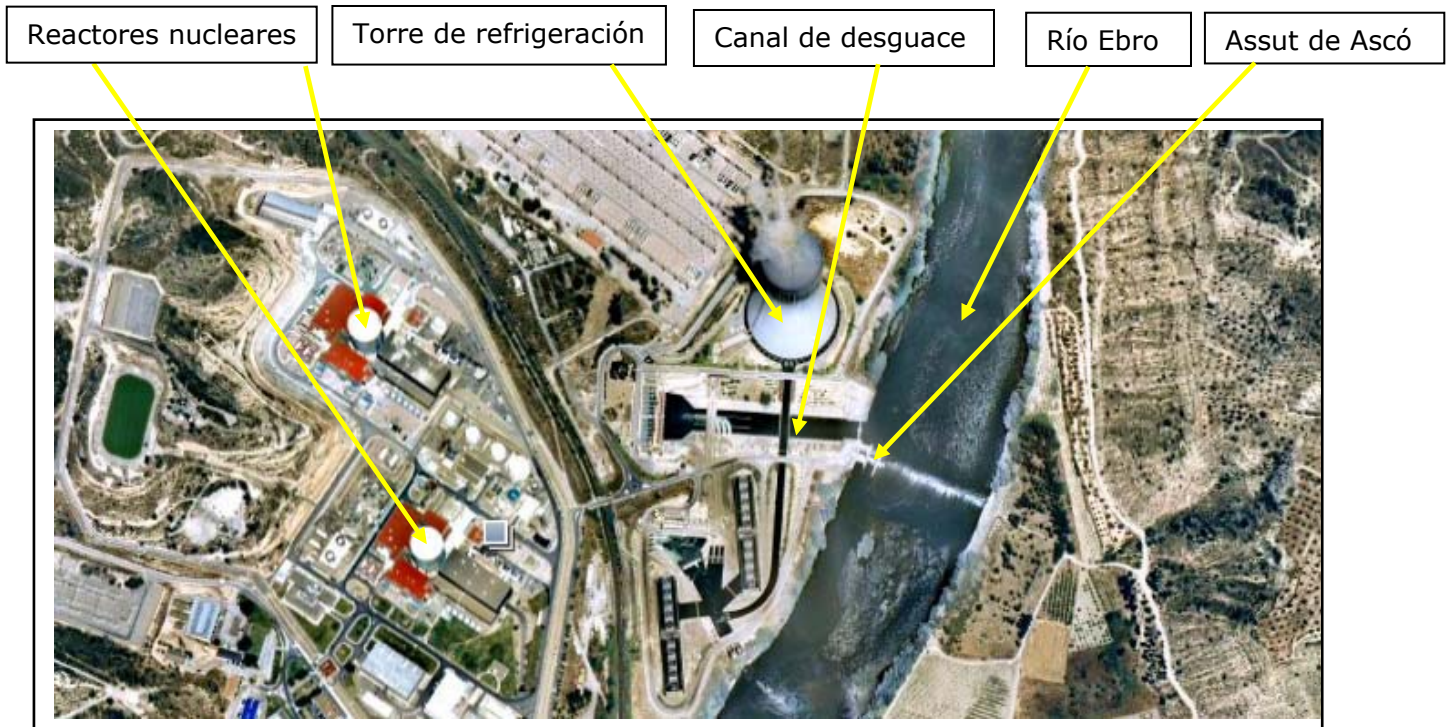 Reactores nucleares
Torre de refrigeración
Canal de desguace
Río Ebro
Assut de Ascó